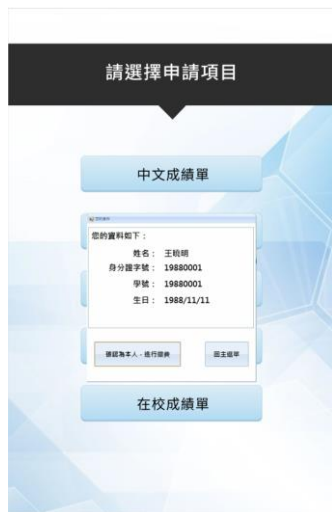 請選擇申請項目
中文成績單
您的資料如下：
姓名： 王曉明
身分證字號： 19880001
學號： 19880001
生日： 1988/11/11
確認為本人，進行變換
回主選單
在校成績單